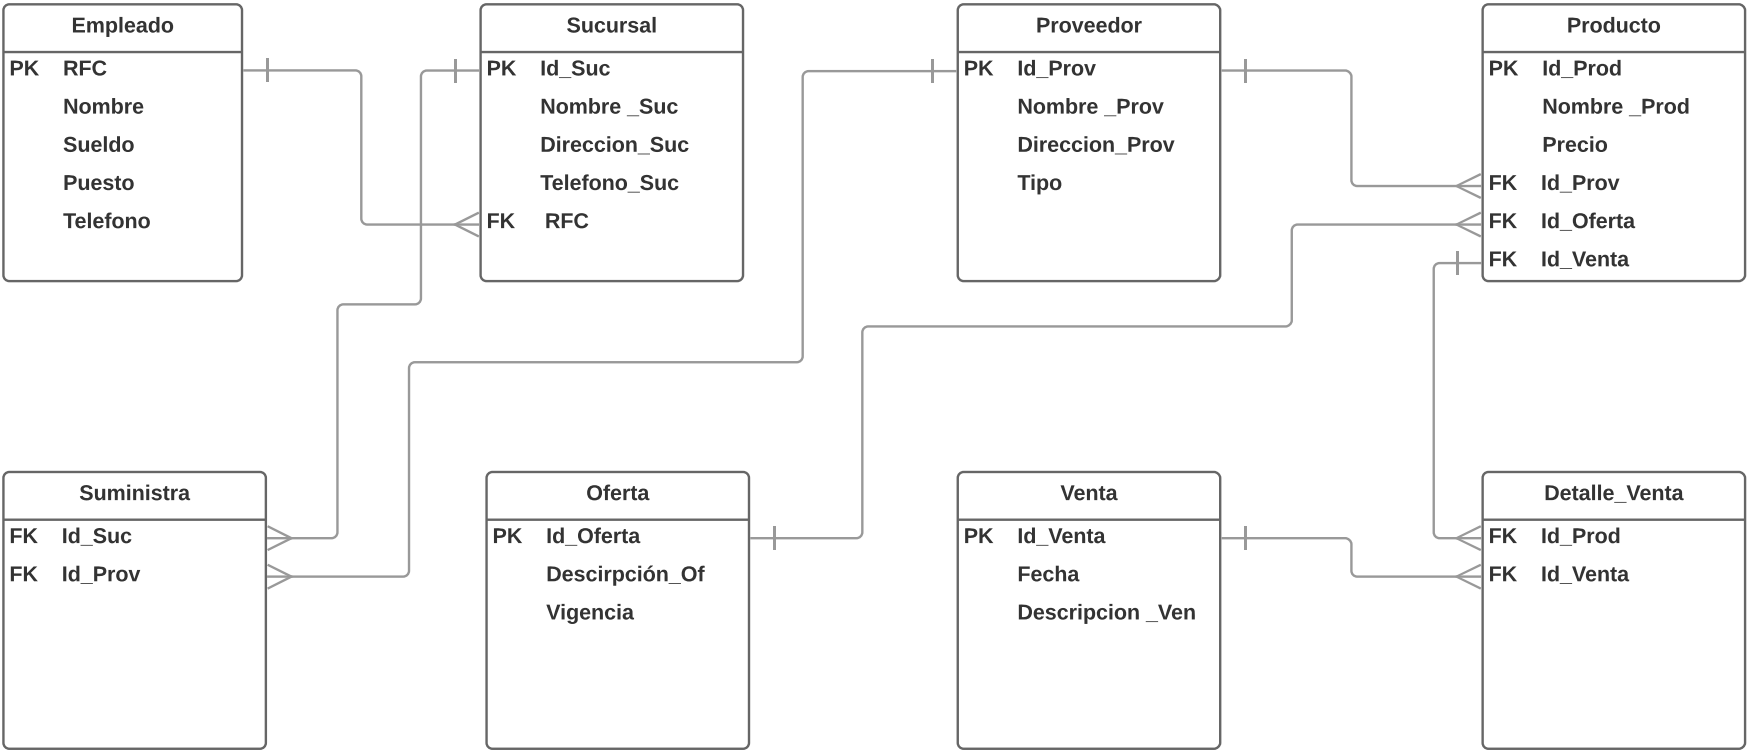 Empleado
PK RFC
Nombre
Sueldo
Puesto
Telefono
Sucursal
PK Id_Suc
Nombre _Suc
Direccion_Suc
Telefono_Suc
FK RFC
Proveedor
PK Id_Prov
Nombre _Prov
Direccion_Prov
Tipo
Producto
PK Id_Prod
Nombre _Prod
Precio
FK Id_Prov
FK Id_Oferta
FK Id_Venta
Suministra
FK Id_Suc
FK Id_Prov
Oferta
PK Id_Oferta
Descirpción_Of
Vigencia
Venta
PK Id_Venta
Fecha
Descripcion _Ven
Detalle_Venta
FK Id_Prod
FK Id_Venta